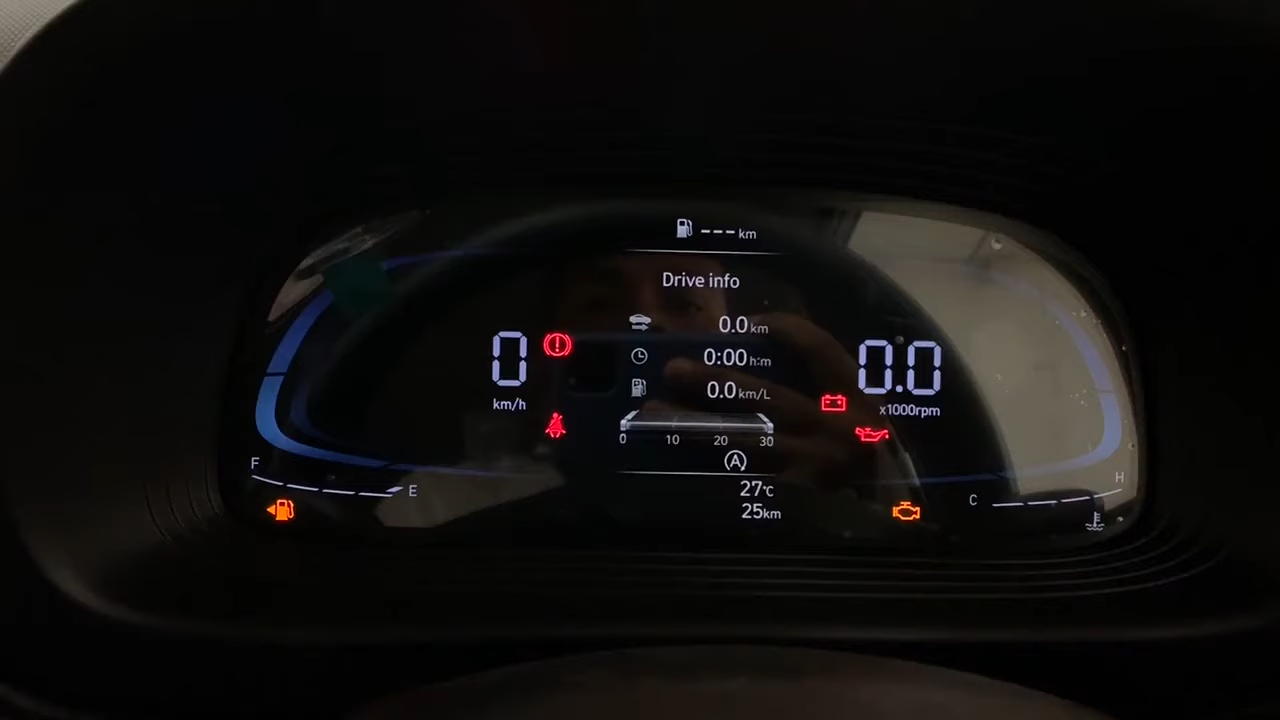 --- km
Drive info
0.0 km
0:00 h:m
0.0 km/L
0 10 20 30
A
27°C
25km
0
km/h
0.0
x1000rpm
F
E
C
H